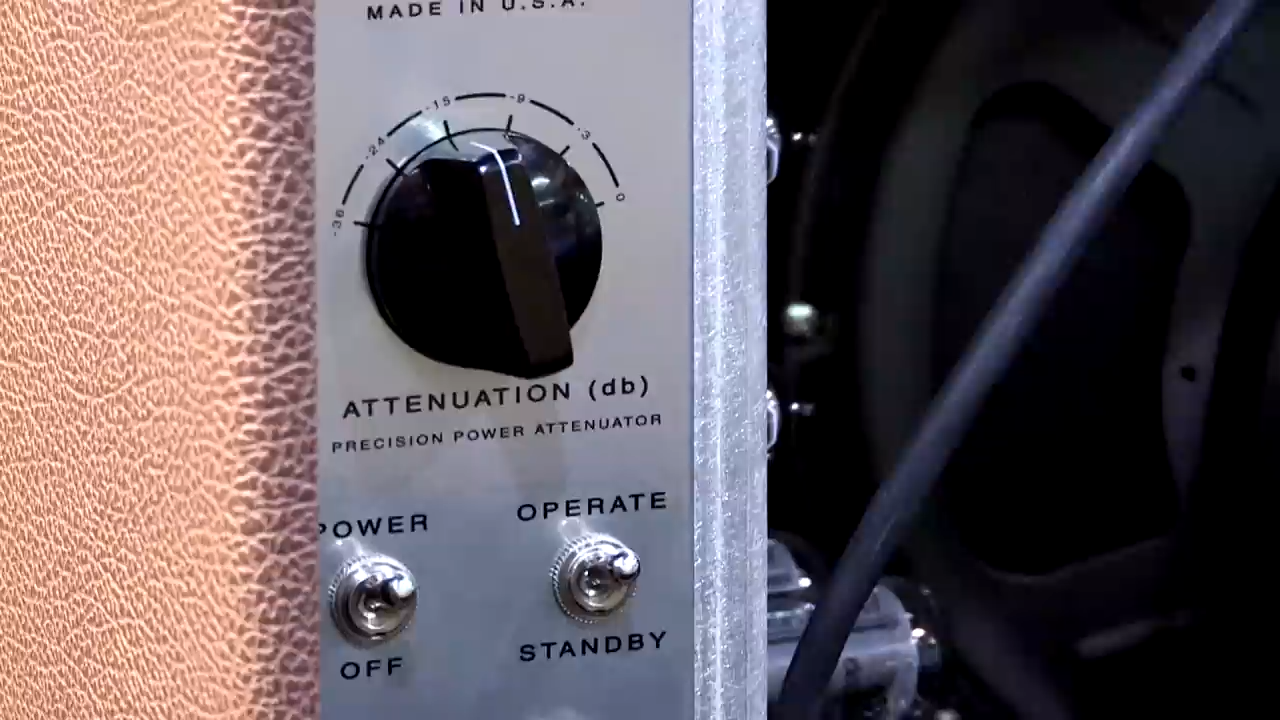 MADE IN U.S.A.
-36 -24 -15 -9 -3 0
ATTENUATION (db)
PRECISION POWER ATTENUATOR
POWER OPERATE
OFF STANDBY